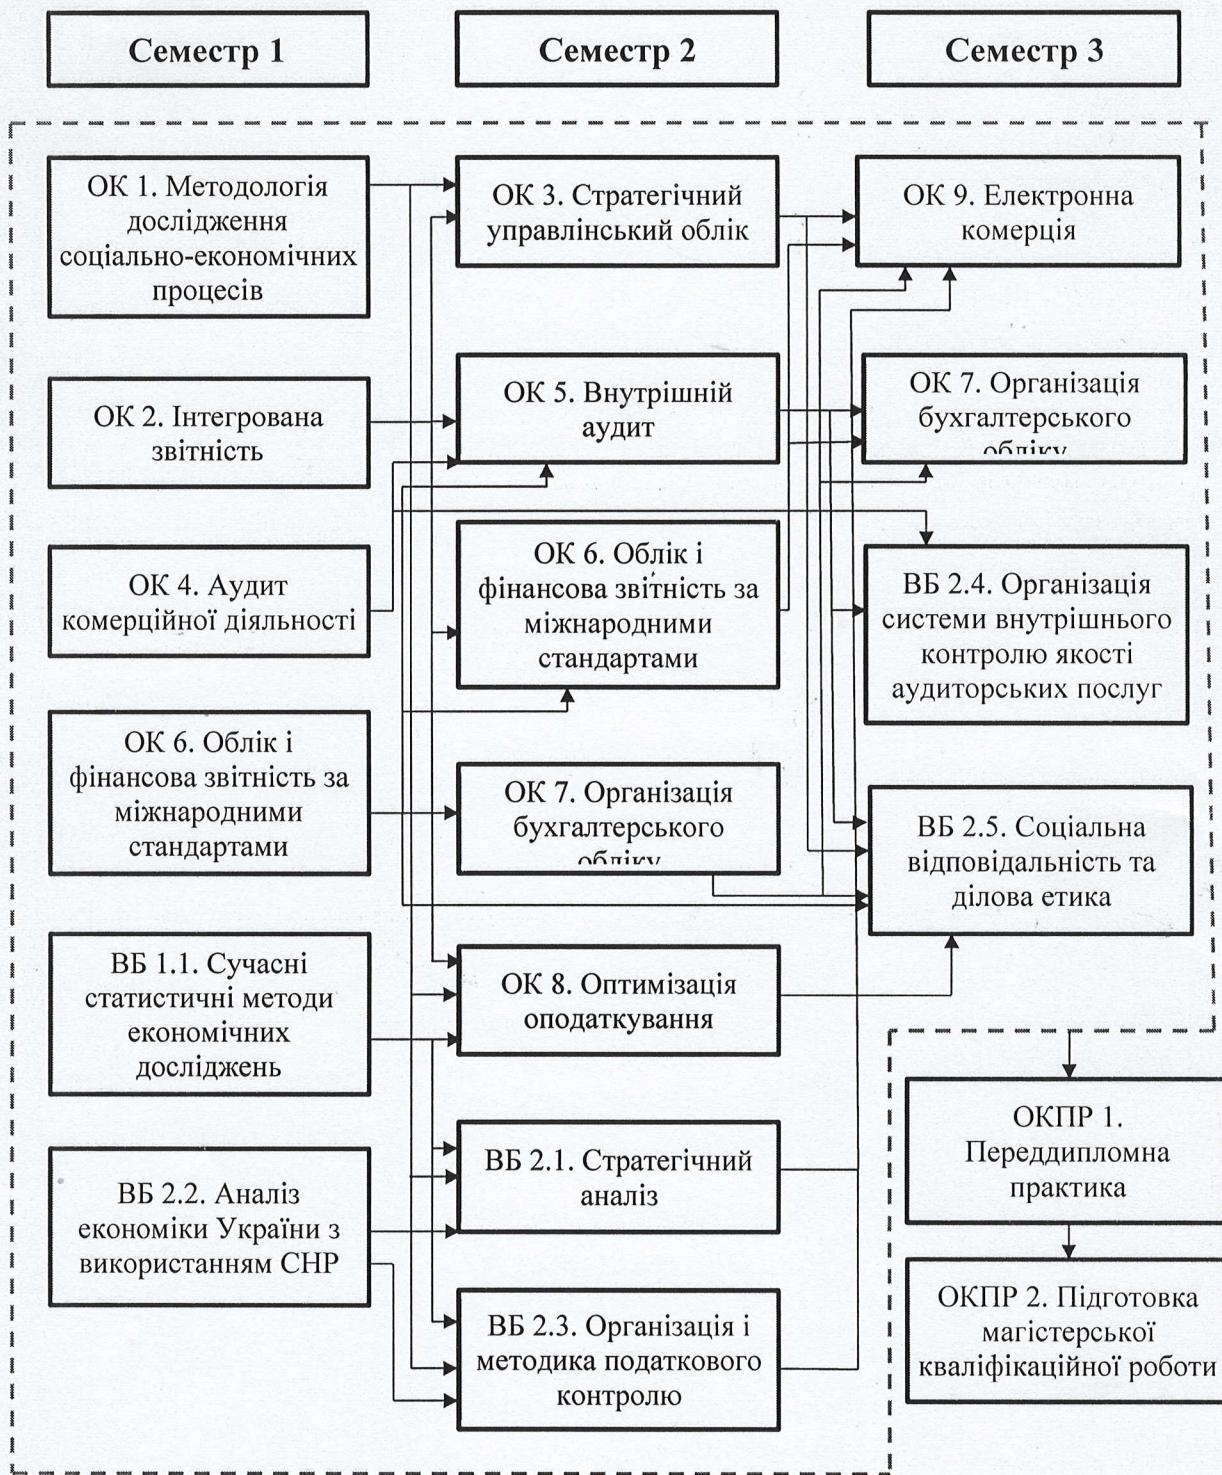 Семестр 1
Семестр 2
Семестр 3
ОК 1. Методологія
дослідження
соціально-економічних
процесів
ОК 2. Інтегрована
звітність
ОК 4. Аудит
комерційної діяльності
ОК 6. Облік і
фінансова звітність за
міжнародними
стандартами
ВБ 1.1. Сучасні
статистичні методи
економічних
досліджень
ВБ 2.2. Аналіз
економіки України з
використанням СНР
ОК 3. Стратегічний
управлінський облік
ОК 5. Внутрішній
аудит
ОК 6. Облік і
фінансова звітність за
міжнародними
стандартами
ОК 7. Організація
бухгалтерського
обліку
ОК 8. Оптимізація
оподаткування
ВБ 2.1. Стратегічний
аналіз
ВБ 2.3. Організація і
методика податкового
контролю
ОК 9. Електронна
комерція
ОК 7. Організація
бухгалтерського
обліку
ВБ 2.4. Організація
системи внутрішнього
контролю якості
аудиторських послуг
ВБ 2.5. Соціальна
відповідальність та
ділова етика
ОКПР 1.
Переддипломна
практика
ОКПР 2. Підготовка
магістерської
кваліфікаційної роботи